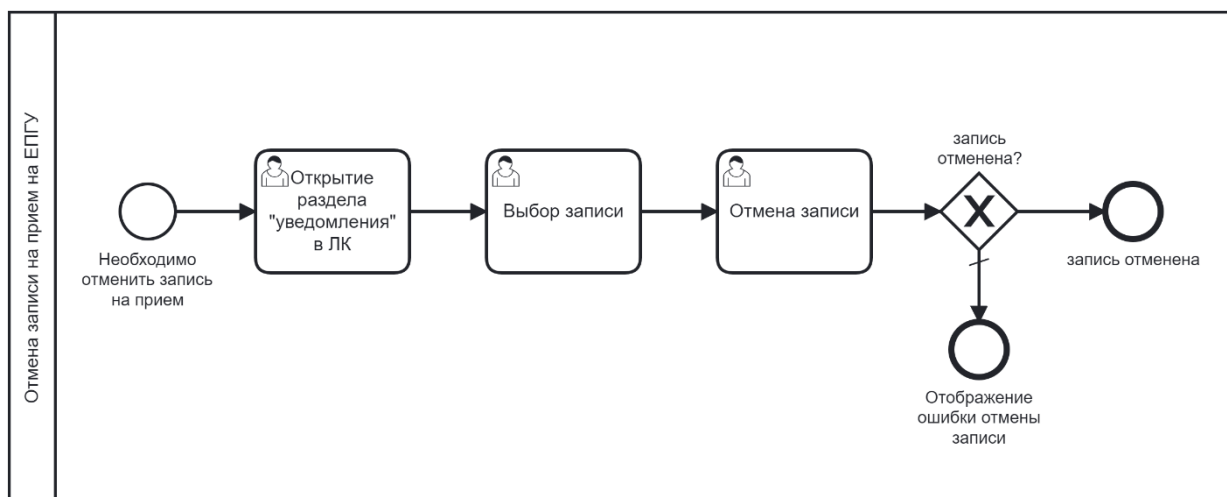 Отмена записи на прием на ЕПГУ
Необходимо
отменить запись
на прием
Открытие
раздела
"уведомления"
в ЛК
Выбор записи
Отмена записи
запись
отменена?
запись отменена
Отображение
ошибки отмены
записи